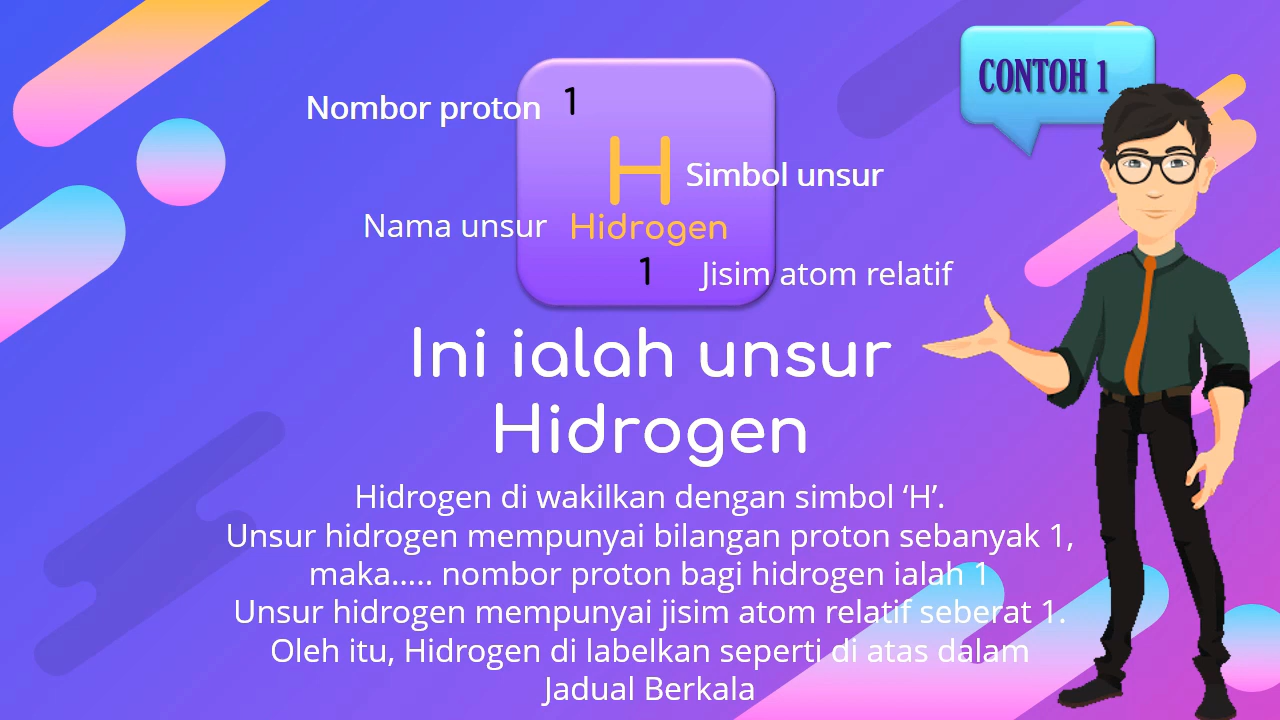 CONTOH 1
Nombor proton 1
H Simbol unsur
Nama unsur Hidrogen
1 Jisim atom relatif
Ini ialah unsur
Hidrogen
Hidrogen di wakilkan dengan simbol ‘H’.
Unsur hidrogen mempunyai bilangan proton sebanyak 1,
maka..... nombor proton bagi hidrogen ialah 1
Unsur hidrogen mempunyai jisim atom relatif seberat 1.
Oleh itu, Hidrogen di labelkan seperti di atas dalam
Jadual Berkala